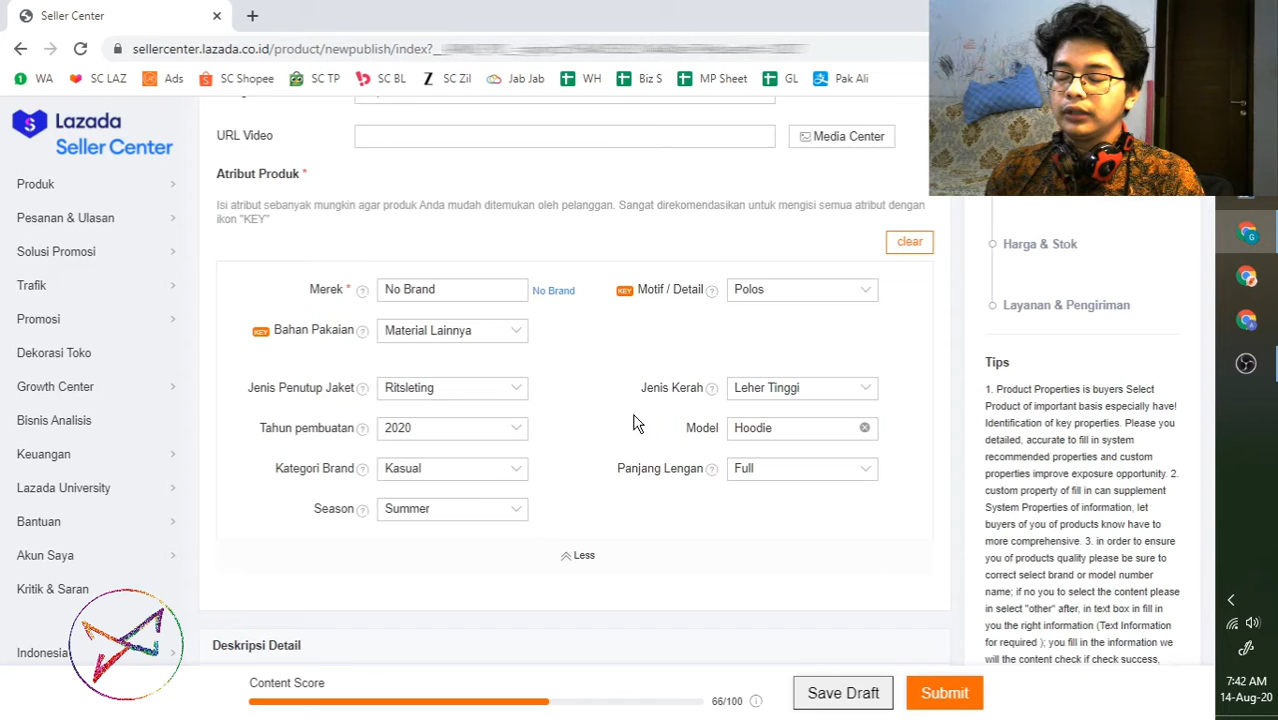 Seller Center
sellercenter.lazada.co.id/product/newpublish/index?_
WA SC LAZ Ads SC Shopee SC TP SC BL SC Zil Jab Jab WH Biz S MP Sheet GL Pak Ali
Lazada
Seller Center
Produk
Pesanan & Ulasan
Solusi Promosi
Trafik
Promosi
Dekorasi Toko
Growth Center
Bisnis Analisis
Keuangan
Lazada University
Bantuan
Akun Saya
Kritik & Saran
Indonesia
URL Video
Media Center
Atribut Produk *
Isi atribut sebanyak mungkin agar produk Anda mudah ditemukan oleh pelanggan. Sangat direkomendasikan untuk mengisi semua atribut dengan
ikon "KEY"
clear
Merek * No Brand No Brand KEY Motif / Detail Polos
KEY Bahan Pakaian Material Lainnya
Jenis Penutup Jaket Ritsleting Jenis Kerah Leher Tinggi
Tahun pembuatan 2020 Model Hoodie
Kategori Brand Kasual Panjang Lengan Full
Season Summer
Less
Deskripsi Detail
Content Score
66/100
Save Draft
Submit
Harga & Stok
Layanan & Pengiriman
Tips
1. Product Properties is buyers Select
Product of important basis especially have!
Identification of key properties. Please you
detailed, accurate to fill in system
recommended properties and custom
properties improve exposure opportunity. 2.
custom property of fill in can supplement
System Properties of information, let
buyers of you of products know have to
more comprehensive. 3. in order to ensure
you of products quality please be sure to
correct select brand or model number
name; if no you to select the content please
in select "other" after, in text box in fill in
you the right information (Text Information
for required ); you fill in the information we
will the content check if check success,
7:42 AM
14-Aug-20